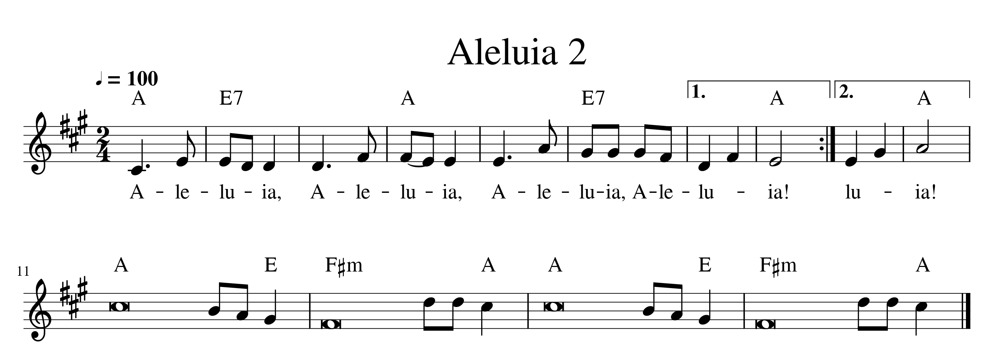 Aleluia 2
♩ = 100
A E7 A E7 1. A 2. A
A - le - lu - ia, A - le - lu - ia, A - le - lu - ia, A - le - lu - ia! lu - ia!
11 A E F♯m A A E F♯m A